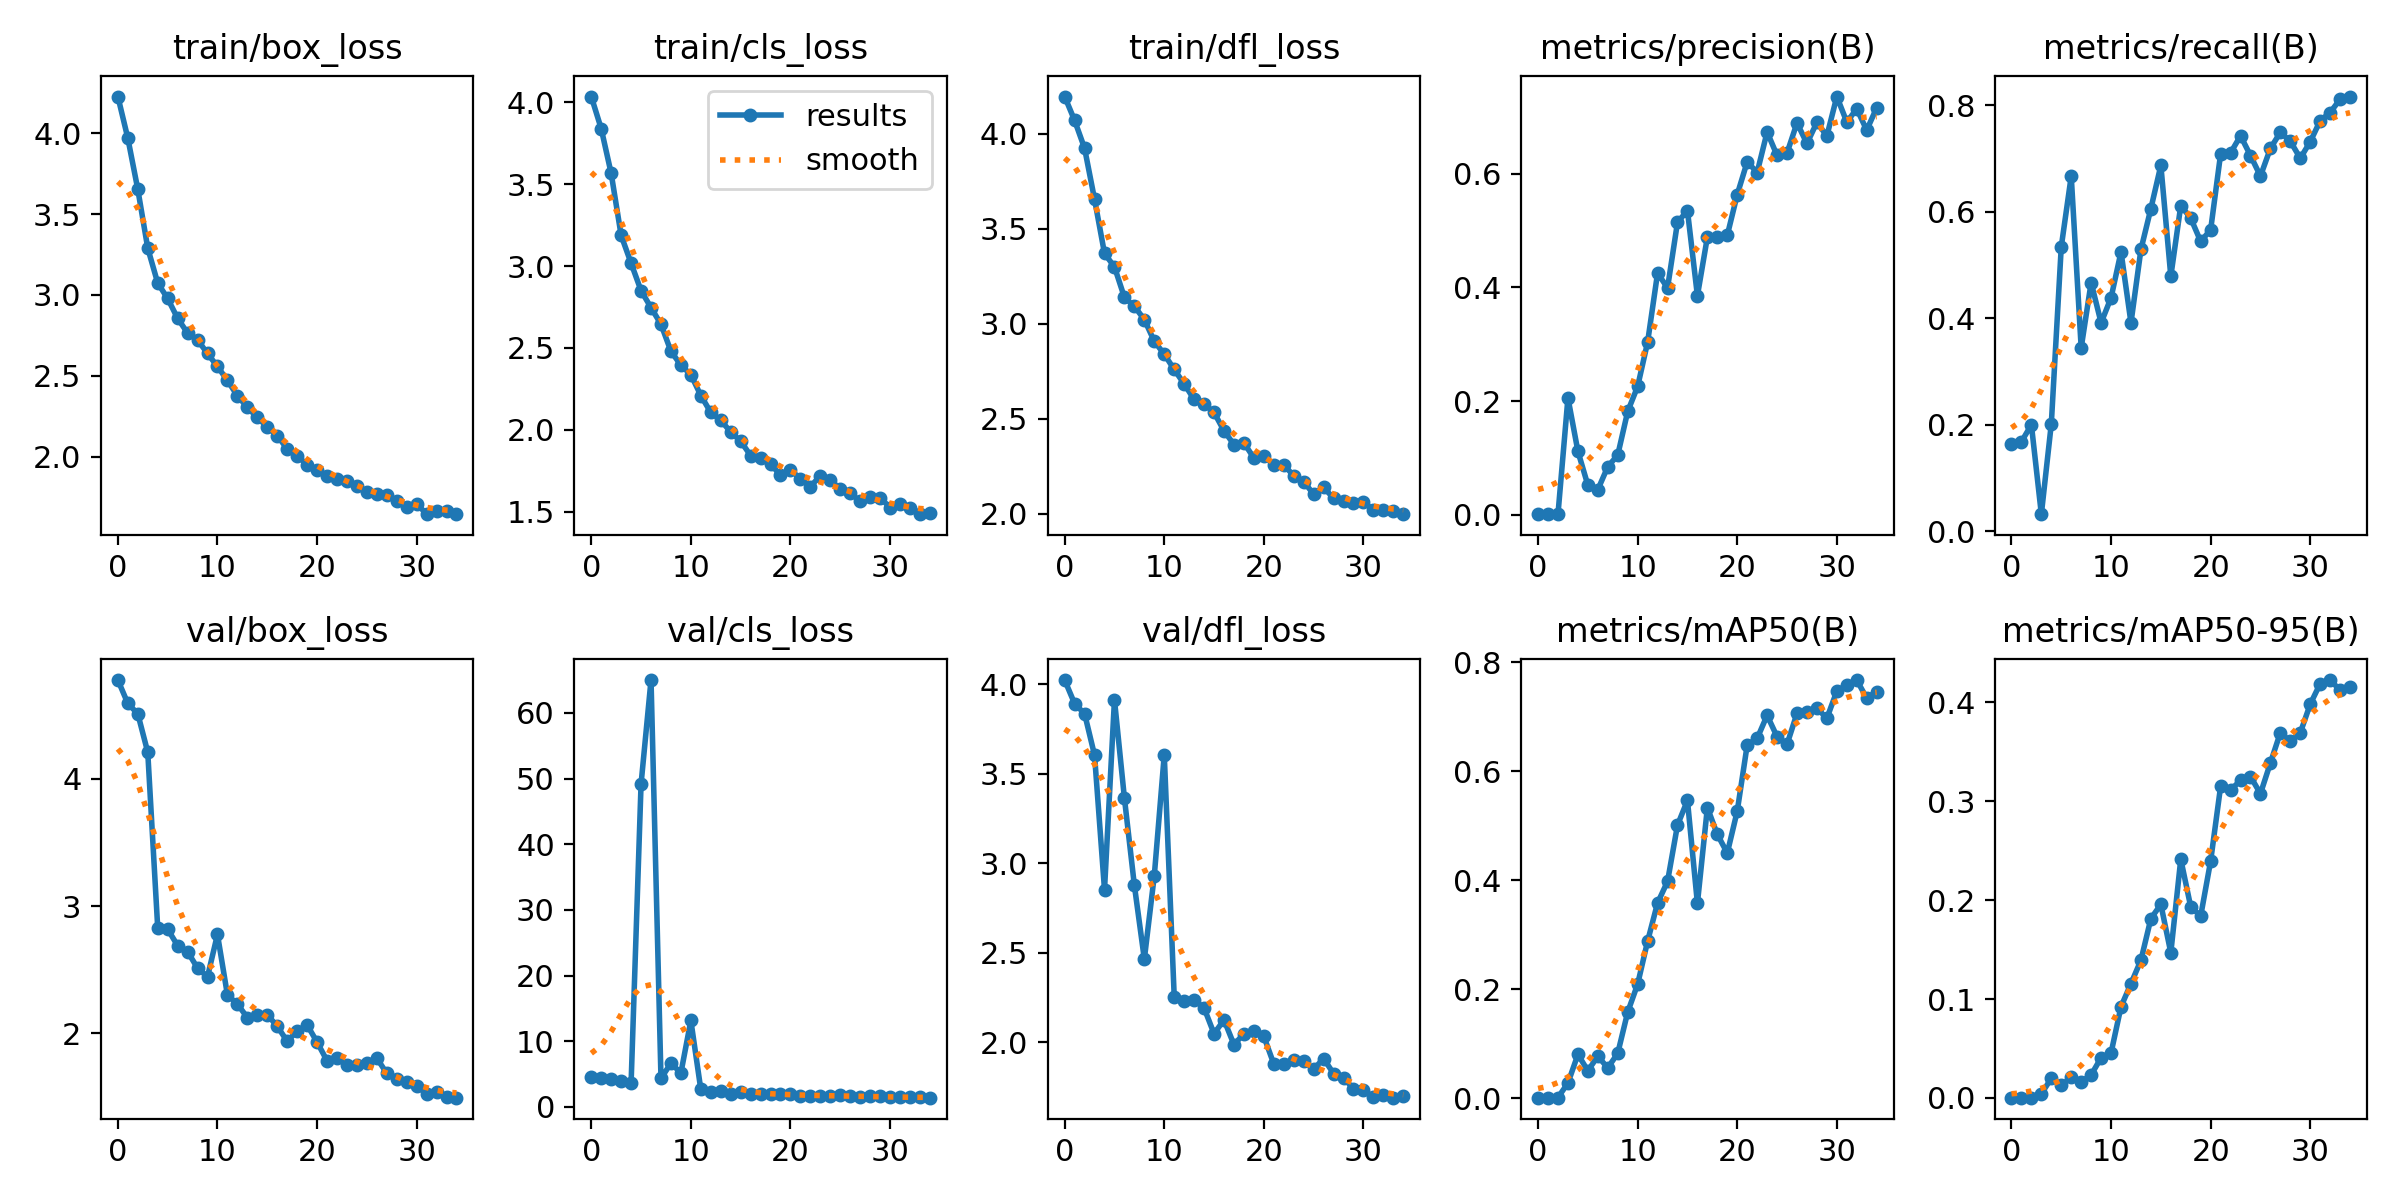 train/box_loss
4.0
3.5
3.0
2.5
2.0
0 10 20 30
train/cls_loss
results
smooth
4.0
3.5
3.0
2.5
2.0
1.5
0 10 20 30
train/dfl_loss
4.0
3.5
3.0
2.5
2.0
0 10 20 30
metrics/precision(B)
0.6
0.4
0.2
0.0
0 10 20 30
metrics/recall(B)
0.8
0.6
0.4
0.2
0.0
0 10 20 30
val/box_loss
4
3
2
0 10 20 30
val/cls_loss
60
50
40
30
20
10
0
0 10 20 30
val/dfl_loss
4.0
3.5
3.0
2.5
2.0
0 10 20 30
metrics/mAP50(B)
0.8
0.6
0.4
0.2
0.0
0 10 20 30
metrics/mAP50-95(B)
0.4
0.3
0.2
0.1
0.0
0 10 20 30